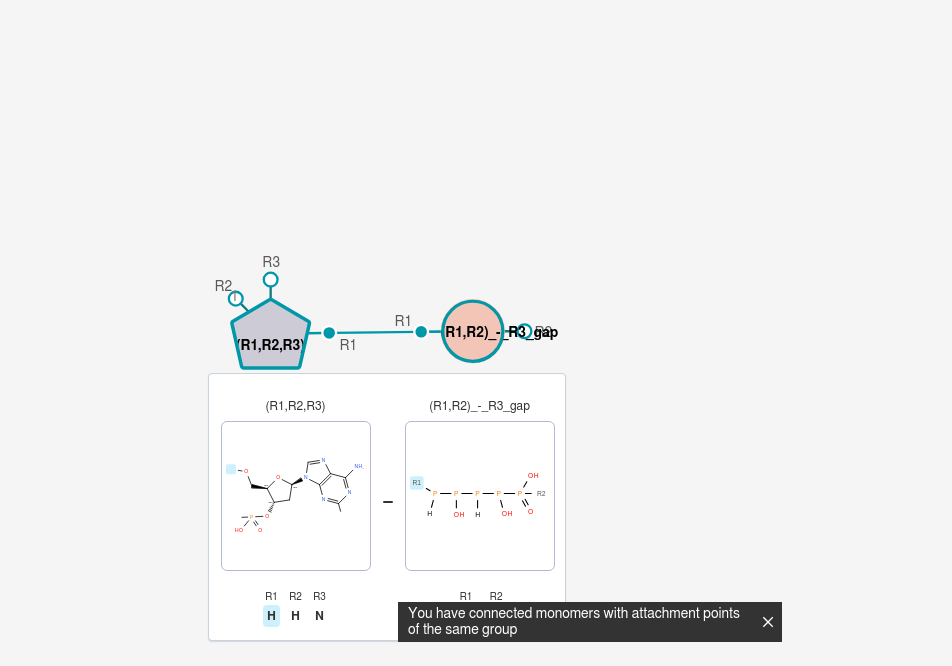 R3
R2
R1
R1
R1,R2)_-_R3_gap
R2
(R1,R2,R3)
(R1,R2,R3)
(R1,R2)_-_R3_gap
O
O
N
N
NH
N
N
N
O
P
HO
O
R1
P
P
P
P
P
OH
R2
O
H
OH
H
OH
R1 R2 R3
H H N
R1 R2
You have connected monomers with attachment points
of the same group